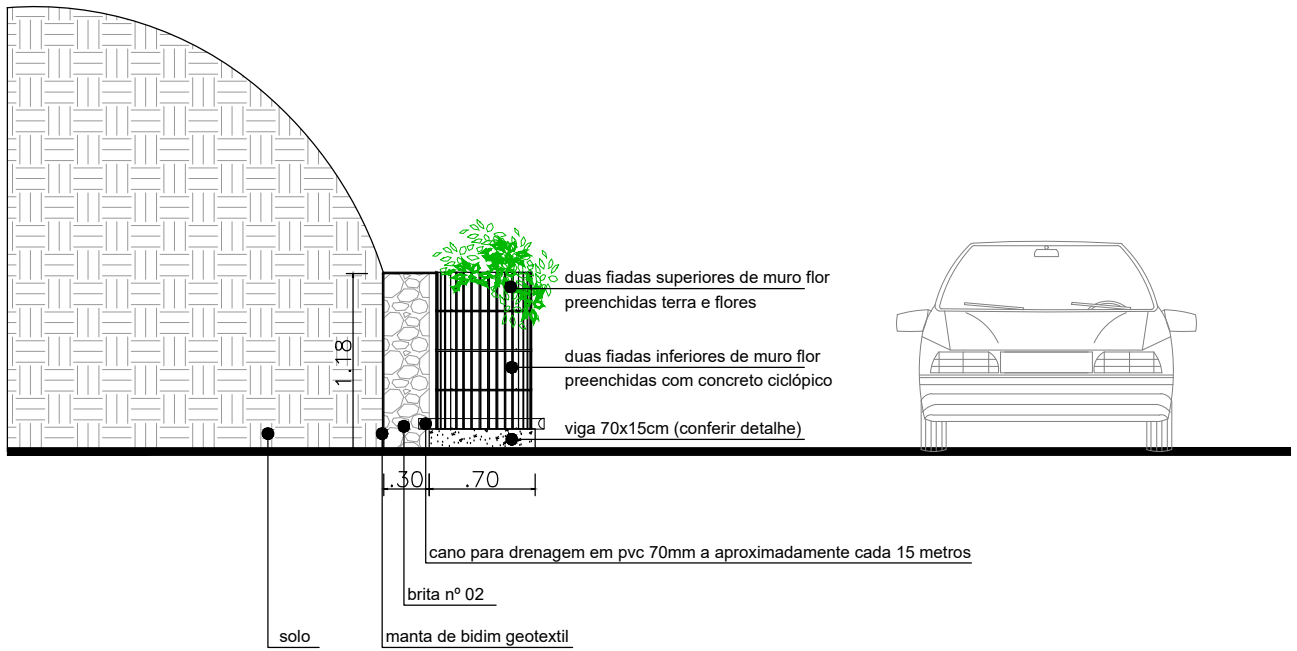 duas fiadas superiores de muro flor
preenchidas terra e flores
1.18
duas fiadas inferiores de muro flor
preenchidas com concreto ciclópico
viga 70x15cm (conferir detalhe)
.30
.70
cano para drenagem em pvc 70mm a aproximadamente cada 15 metros
brita nº 02
solo
manta de bidim geotextil